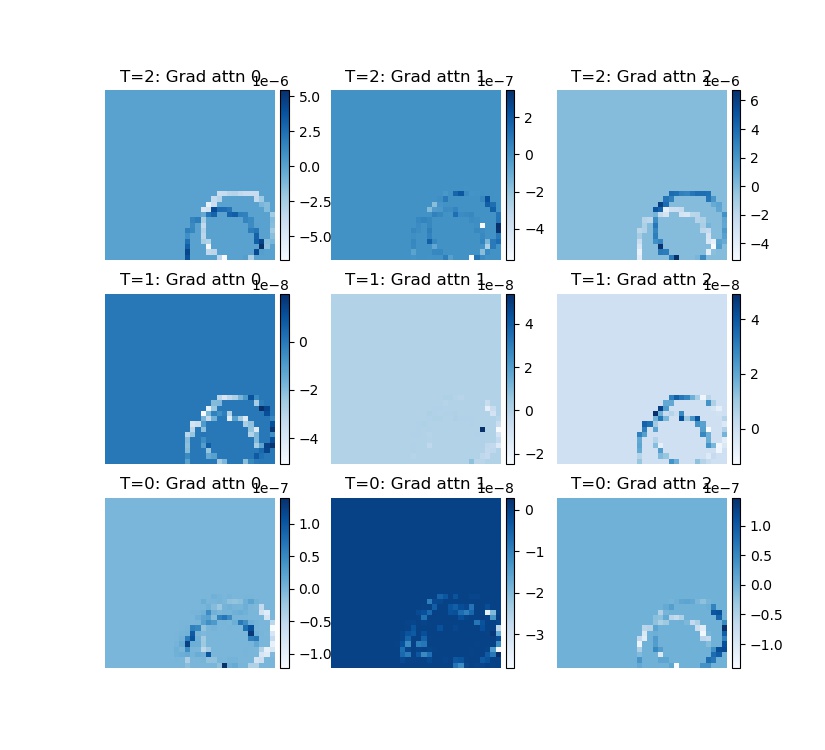 T=2: Grad attn 0
1e−6
5.0
2.5
0.0
−2.5
−5.0
T=2: Grad attn 1
1e−7
2
0
−2
−4
T=2: Grad attn 2
1e−6
6
4
2
0
−2
−4
T=1: Grad attn 0
1e−8
0
−2
−4
T=1: Grad attn 1
1e−8
4
2
0
−2
T=1: Grad attn 2
1e−8
4
2
0
T=0: Grad attn 0
1e−7
1.0
0.5
0.0
−0.5
−1.0
T=0: Grad attn 1
1e−8
0
−1
−2
−3
T=0: Grad attn 2
1e−7
1.0
0.5
0.0
−0.5
−1.0